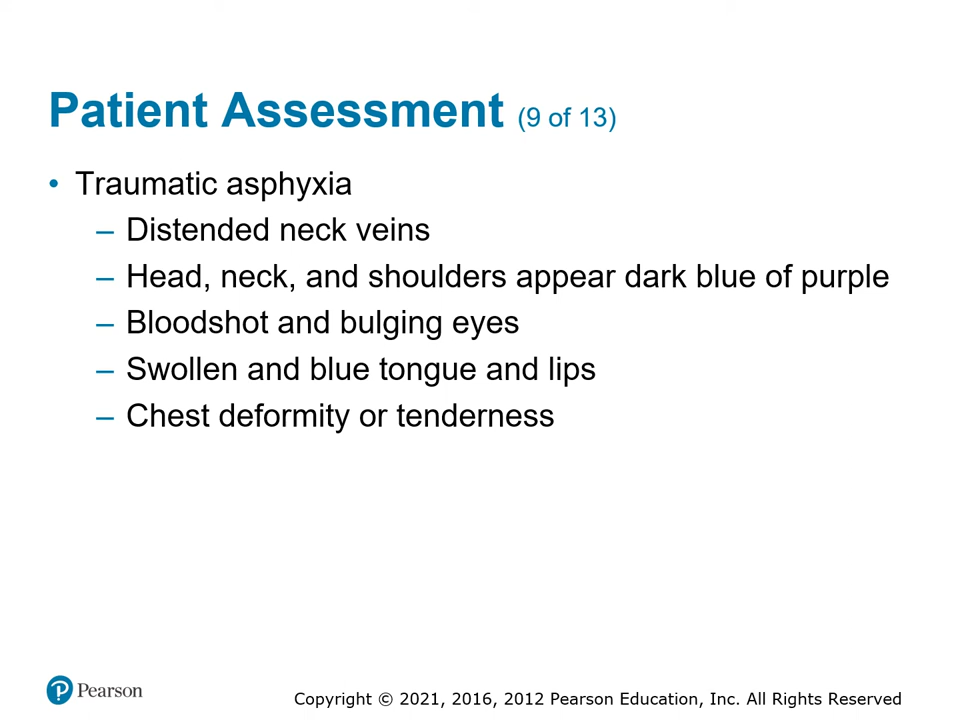 Patient Assessment (9 of 13)
• Traumatic asphyxia
– Distended neck veins
– Head, neck, and shoulders appear dark blue of purple
– Bloodshot and bulging eyes
– Swollen and blue tongue and lips
– Chest deformity or tenderness
Pearson
Copyright © 2021, 2016, 2012 Pearson Education, Inc. All Rights Reserved